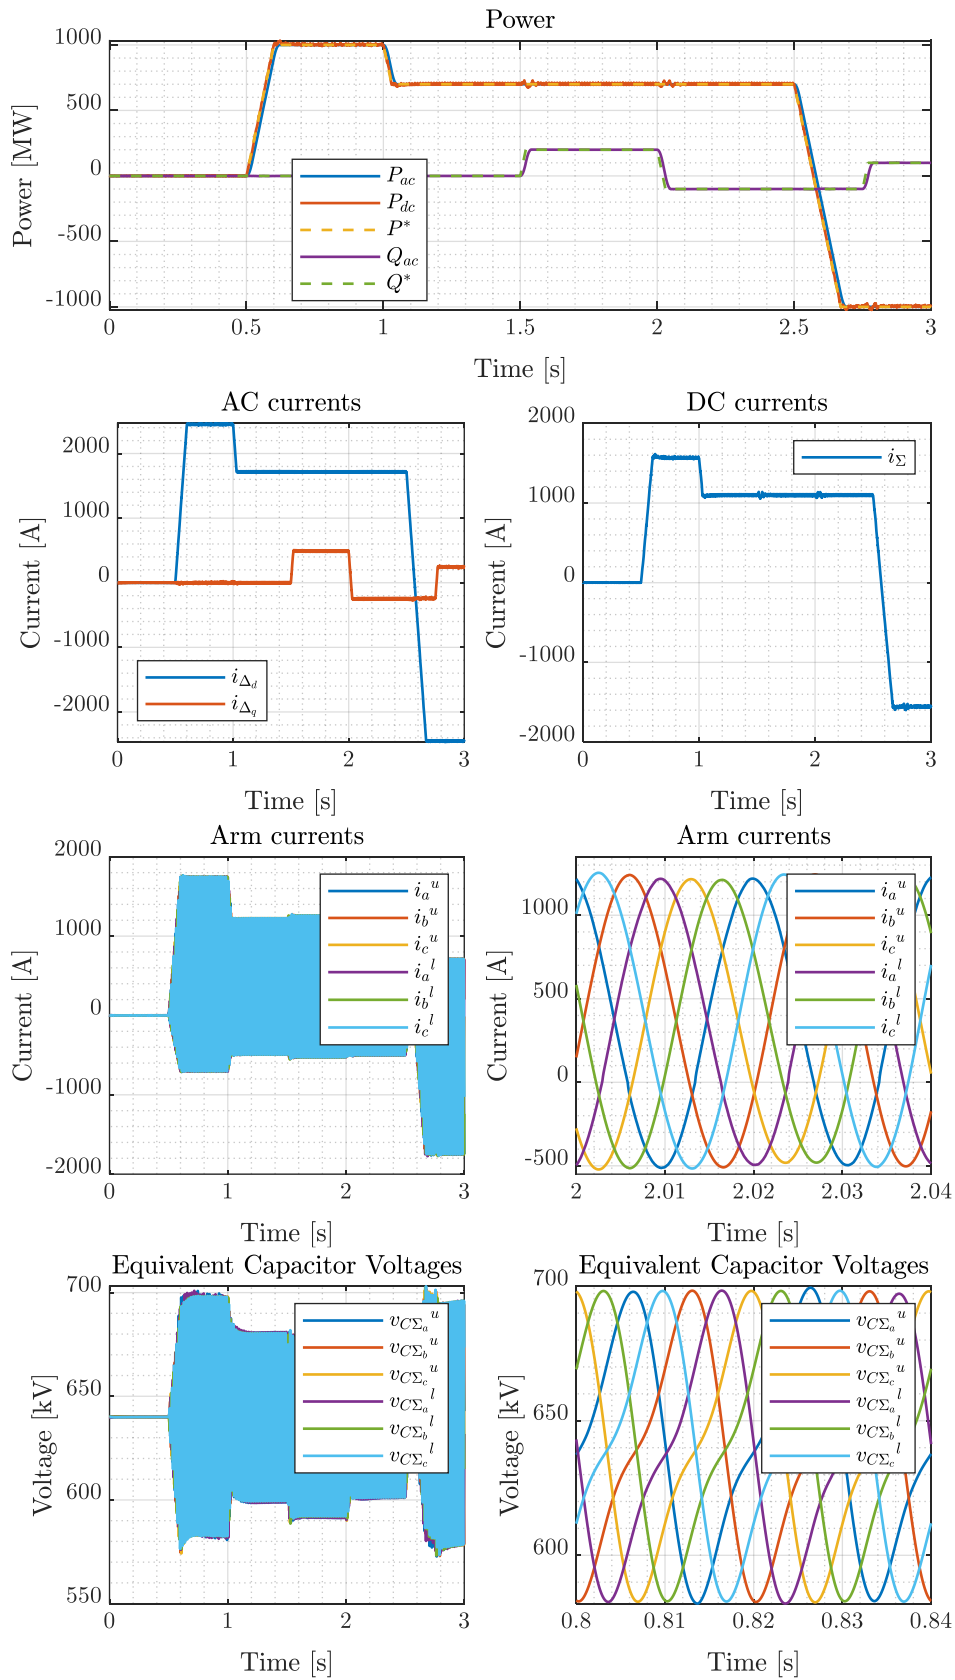 Power
1000
500
0
-500
-1000
Power [MW]
P_ac
P_dc
P*
Q_ac
Q*
0 0.5 1 1.5 2 2.5 3
Time [s]
AC currents
2000
1000
0
-1000
-2000
Current [A]
i_Δd
i_Δq
0 1 2 3
Time [s]
DC currents
2000
1000
0
-1000
-2000
Current [A]
i_Σ
0 1 2 3
Time [s]
Arm currents
2000
1000
0
-1000
-2000
Current [A]
i_a^u
i_b^u
i_c^u
i_a^l
i_b^l
i_c^l
0 1 2 3
Time [s]
Arm currents
1000
500
0
-500
Current [A]
i_a^u
i_b^u
i_c^u
i_a^l
i_b^l
i_c^l
2 2.01 2.02 2.03 2.04
Time [s]
Equivalent Capacitor Voltages
700
650
600
550
Voltage [kV]
v_CΣa^u
v_CΣb^u
v_CΣc^u
v_CΣa^l
v_CΣb^l
v_CΣc^l
0 1 2 3
Time [s]
Equivalent Capacitor Voltages
700
650
600
Voltage [kV]
v_CΣa^u
v_CΣb^u
v_CΣc^u
v_CΣa^l
v_CΣb^l
v_CΣc^l
0.8 0.81 0.82 0.83 0.84
Time [s]